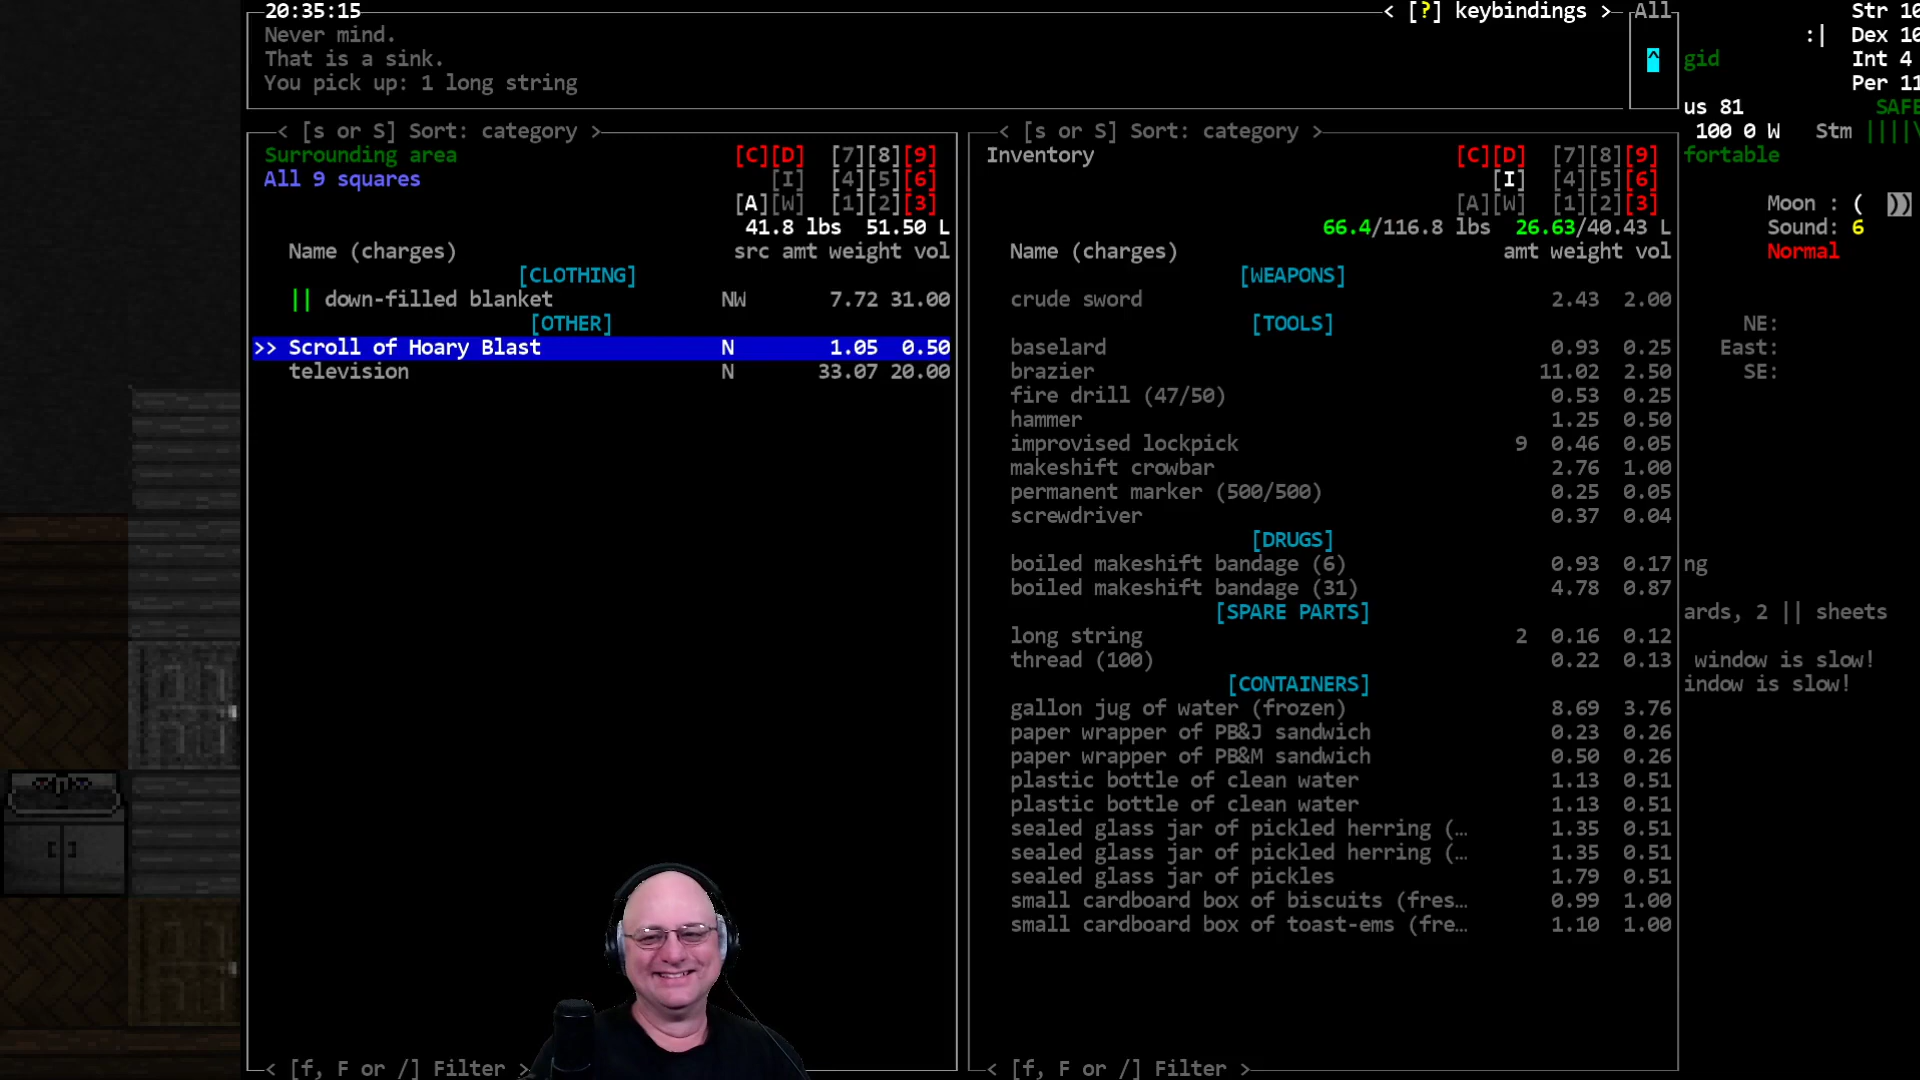 20:35:15
< [?] keybindings >
All
Str 10
Never mind.
:| Dex 10
That is a sink.
^
gid
Int 4
You pick up: 1 long string
Per 11
us 81
SAFE
< [s or S] Sort: category >
< [s or S] Sort: category >
100 0 W Stm ||||\
Surrounding area
[C][D] [7][8][9]
Inventory
[C][D] [7][8][9]
fortable
All 9 squares
[I] [4][5][6]
[I] [4][5][6]
[A][W] [1][2][3]
[A][W] [1][2][3]
Moon : ( ))
41.8 lbs 51.50 L
66.4/116.8 lbs 26.63/40.43 L
Sound: 6
Name (charges) src amt weight vol
Name (charges) amt weight vol
Normal
[CLOTHING]
[WEAPONS]
|| down-filled blanket NW 7.72 31.00
crude sword 2.43 2.00
[OTHER]
[TOOLS]
NE:
>> Scroll of Hoary Blast N 1.05 0.50
baselard 0.93 0.25
East:
television N 33.07 20.00
brazier 11.02 2.50
SE:
fire drill (47/50) 0.53 0.25
hammer 1.25 0.50
improvised lockpick 9 0.46 0.05
makeshift crowbar 2.76 1.00
permanent marker (500/500) 0.25 0.05
screwdriver 0.37 0.04
[DRUGS]
boiled makeshift bandage (6) 0.93 0.17
ng
boiled makeshift bandage (31) 4.78 0.87
[SPARE PARTS]
ards, 2 || sheets
long string 2 0.16 0.12
thread (100) 0.22 0.13
window is slow!
[CONTAINERS]
indow is slow!
gallon jug of water (frozen) 8.69 3.76
paper wrapper of PB&J sandwich 0.23 0.26
paper wrapper of PB&M sandwich 0.50 0.26
plastic bottle of clean water 1.13 0.51
plastic bottle of clean water 1.13 0.51
sealed glass jar of pickled herring (… 1.35 0.51
sealed glass jar of pickled herring (… 1.35 0.51
sealed glass jar of pickles 1.79 0.51
small cardboard box of biscuits (fres… 0.99 1.00
small cardboard box of toast-ems (fre… 1.10 1.00
< [f, F or /] Filter >
< [f, F or /] Filter >